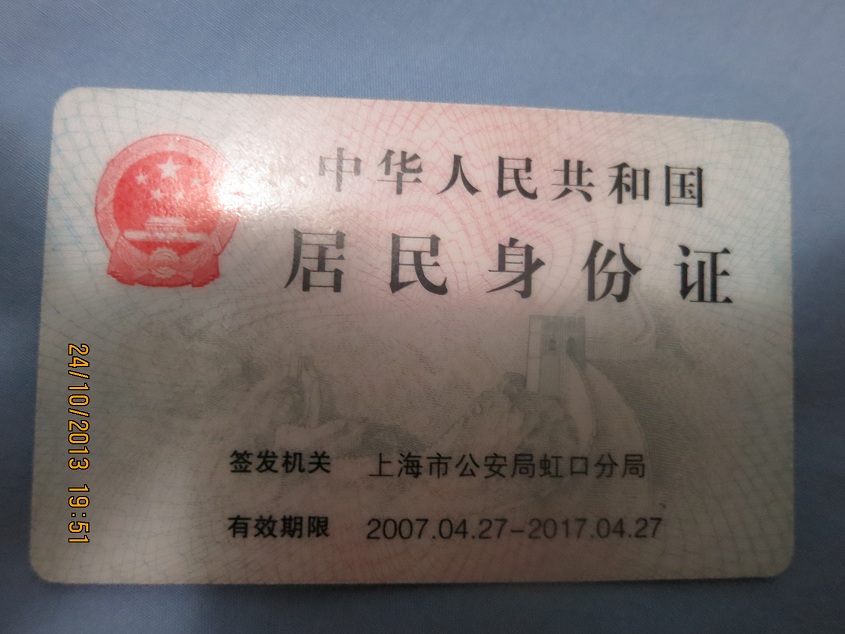 中华人民共和国
居民身份证
签发机关 上海市公安局虹口分局
有效期限 2007.04.27-2017.04.27
24/10/2013 19:51